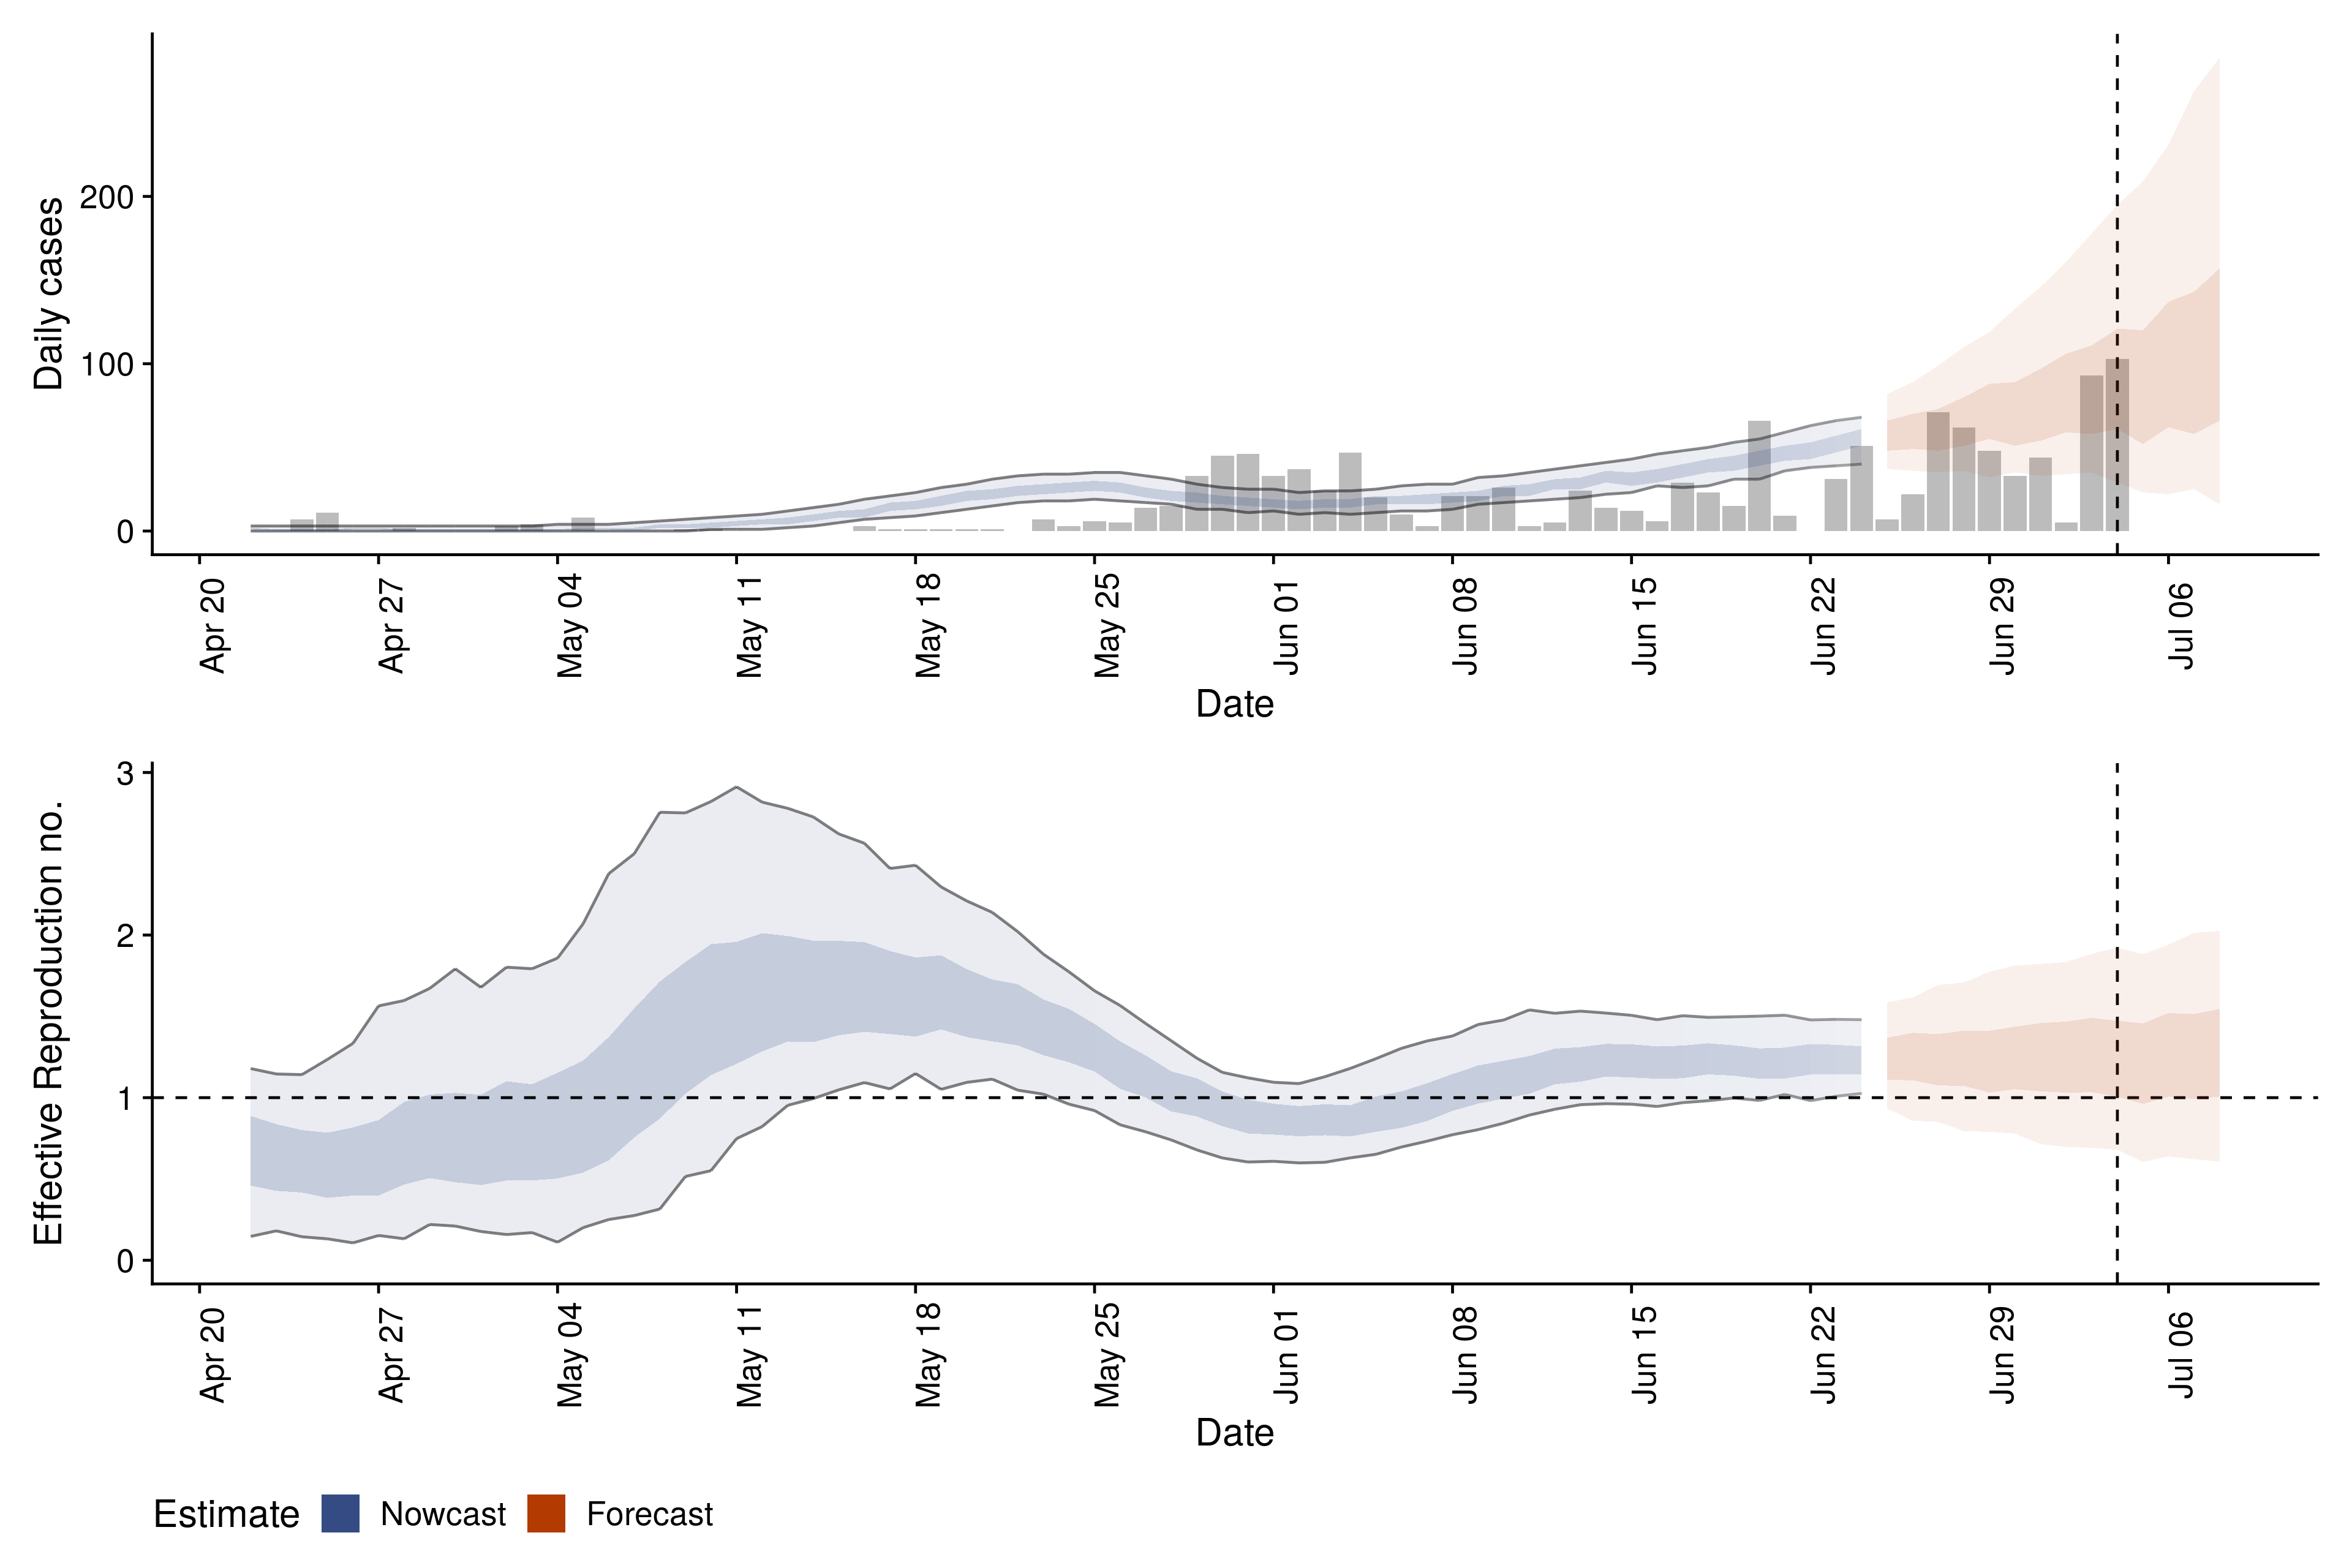 Daily cases
200
100
0
Apr 20
Apr 27
May 04
May 11
May 18
May 25
Jun 01
Jun 08
Jun 15
Jun 22
Jun 29
Jul 06
Date
Effective Reproduction no.
3
2
1
0
Apr 20
Apr 27
May 04
May 11
May 18
May 25
Jun 01
Jun 08
Jun 15
Jun 22
Jun 29
Jul 06
Date
Estimate Nowcast Forecast